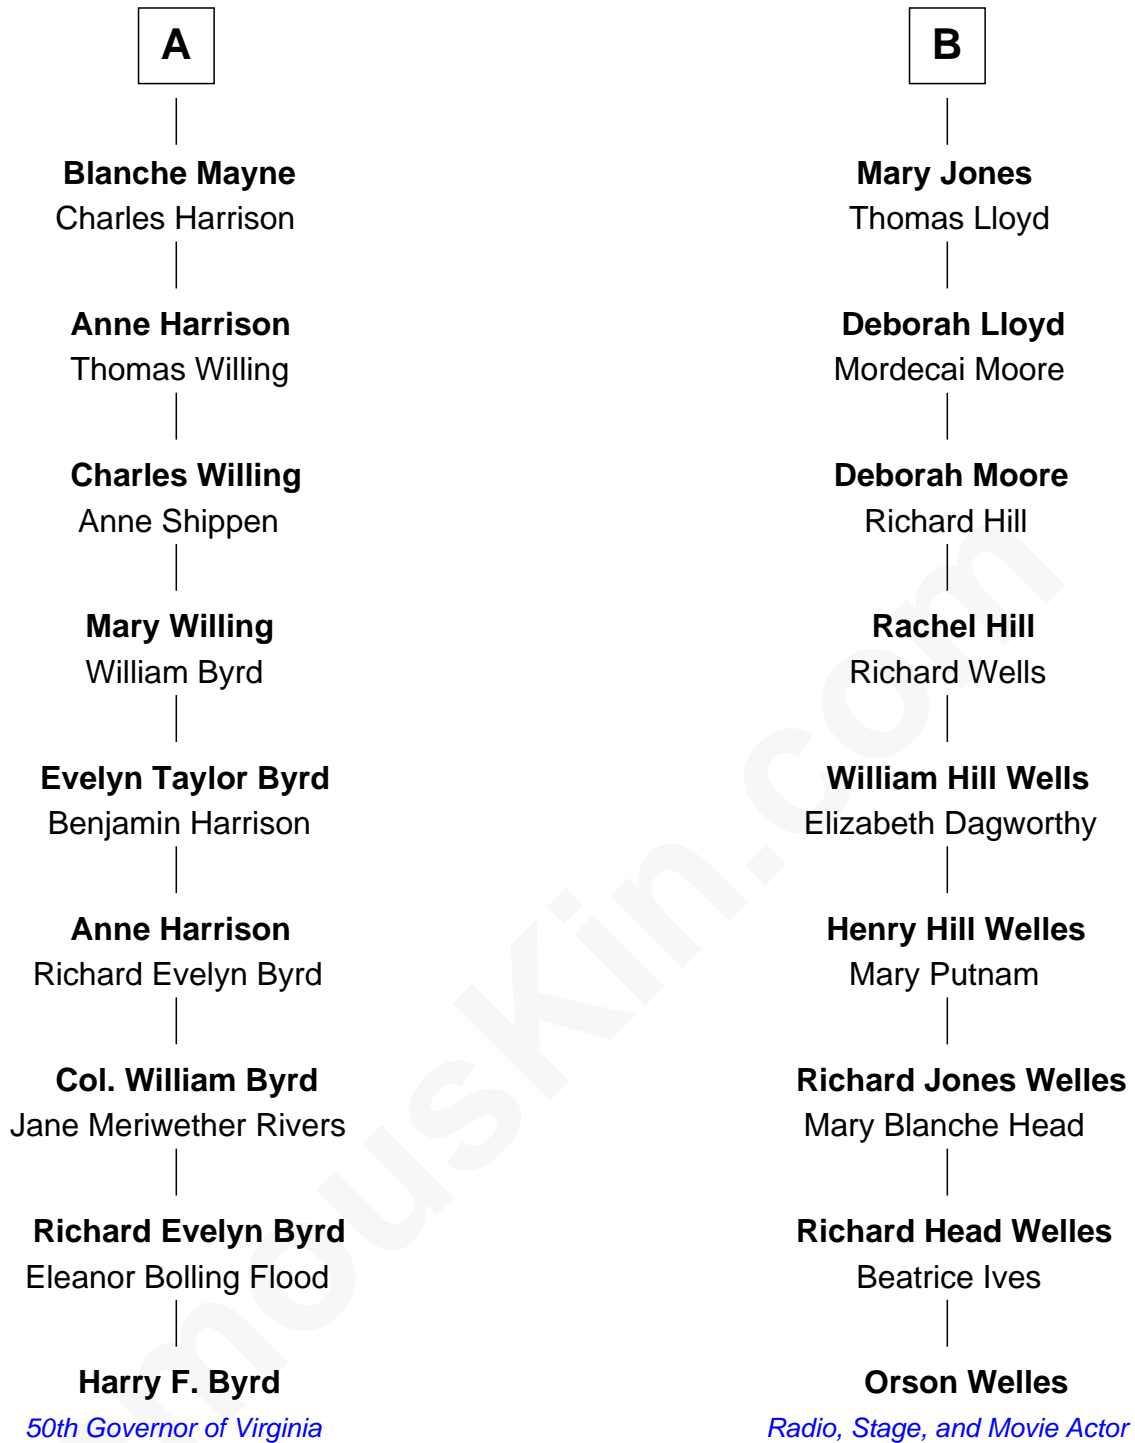 A
Blanche Mayne
Charles Harrison
Anne Harrison
Thomas Willing
Charles Willing
Anne Shippen
Mary Willing
William Byrd
Evelyn Taylor Byrd
Benjamin Harrison
Anne Harrison
Richard Evelyn Byrd
Col. William Byrd
Jane Meriwether Rivers
Richard Evelyn Byrd
Eleanor Bolling Flood
Harry F. Byrd
50th Governor of Virginia
B
Mary Jones
Thomas Lloyd
Deborah Lloyd
Mordecai Moore
Deborah Moore
Richard Hill
Rachel Hill
Richard Wells
William Hill Wells
Elizabeth Dagworthy
Henry Hill Welles
Mary Putnam
Richard Jones Welles
Mary Blanche Head
Richard Head Welles
Beatrice Ives
Orson Welles
Radio, Stage, and Movie Actor
mousKin.com